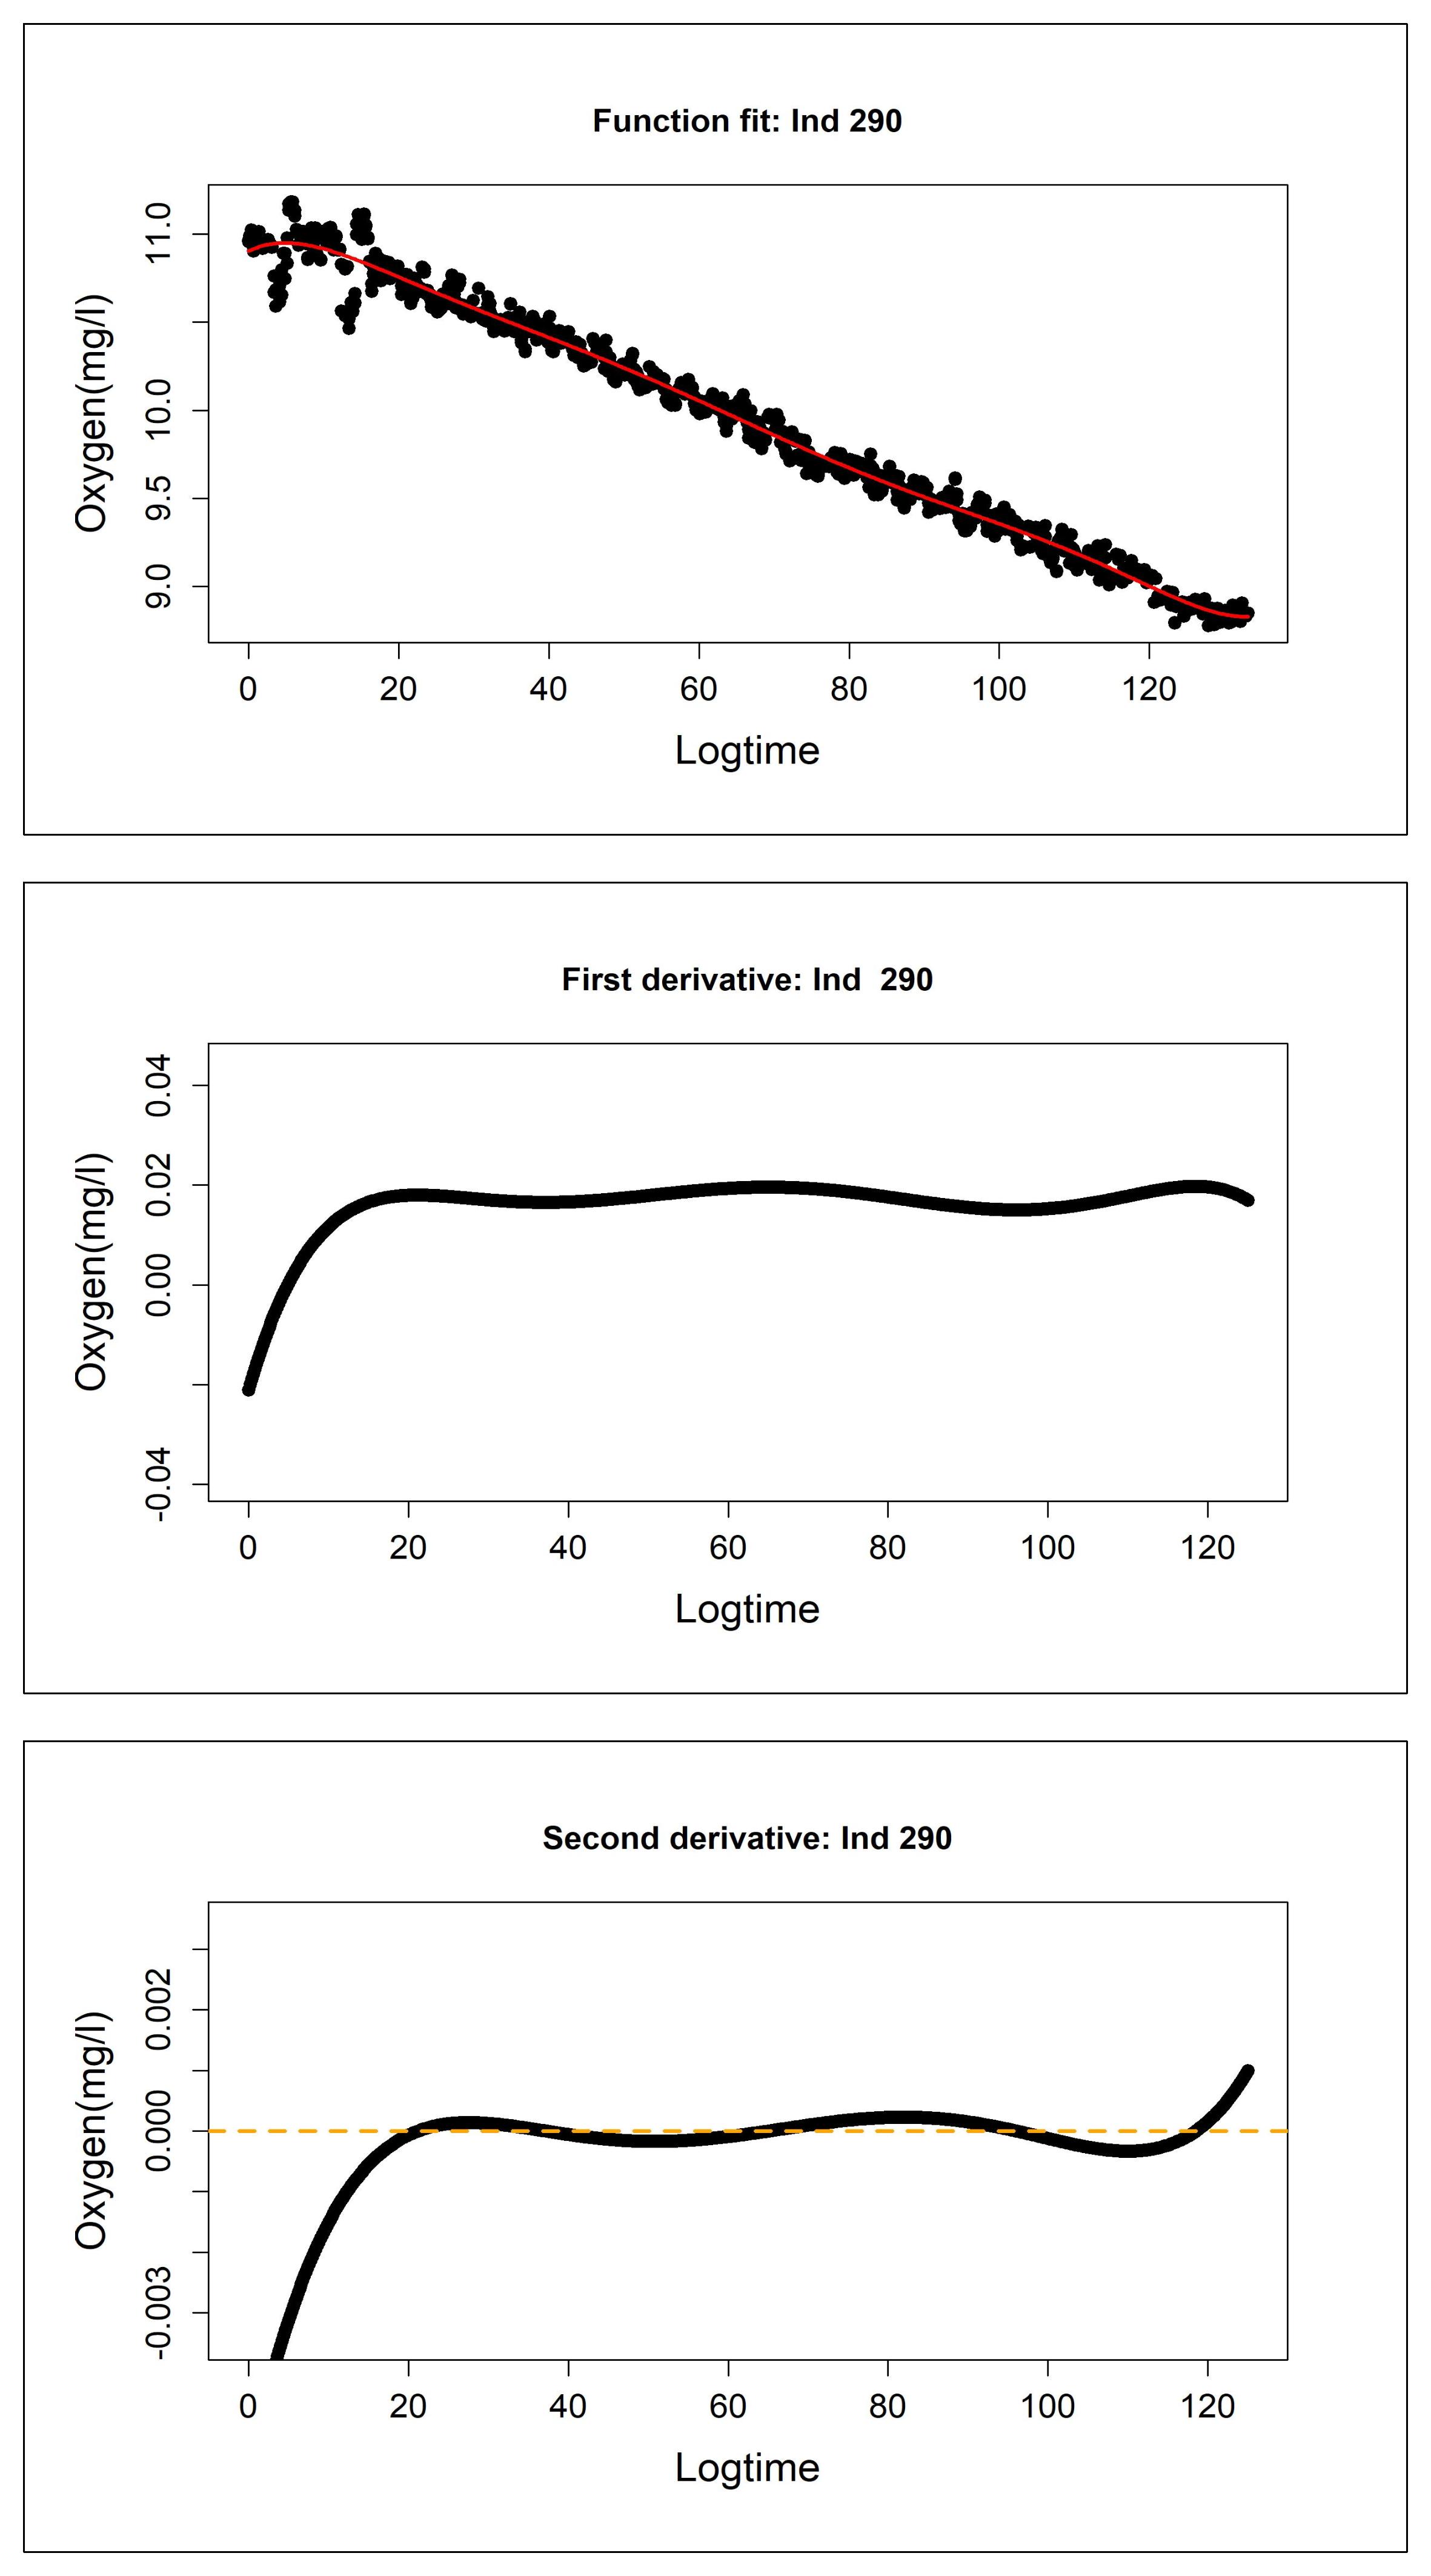 Function fit: Ind 290
Oxygen(mg/l)
11.0
10.0
9.5
9.0
0 20 40 60 80 100 120
Logtime
First derivative: Ind  290
Oxygen(mg/l)
0.04
0.02
0.00
-0.04
0 20 40 60 80 100 120
Logtime
Second derivative: Ind 290
Oxygen(mg/l)
0.002
0.000
-0.003
0 20 40 60 80 100 120
Logtime